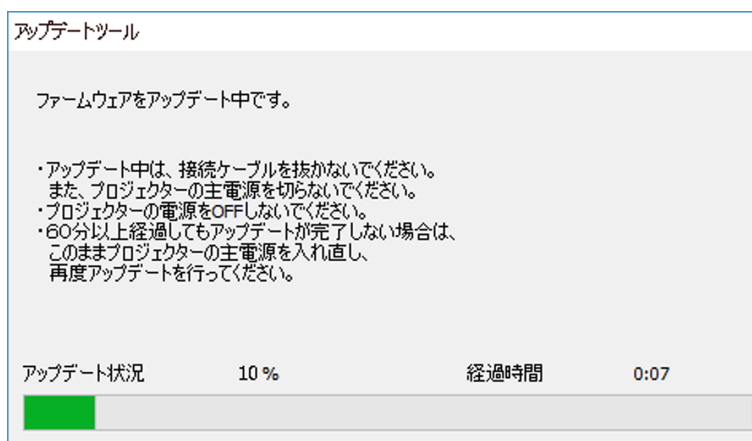 アップデートツール
ファームウェアをアップデート中です。
・アップデート中は、接続ケーブルを抜かないでください。
また、プロジェクターの主電源を切らないでください。
・プロジェクターの電源をOFFしないでください。
・60分以上経過してもアップデートが完了しない場合は、
このままプロジェクターの主電源を入れ直し、
再度アップデートを行ってください。
アップデート状況 10 % 経過時間 0:07